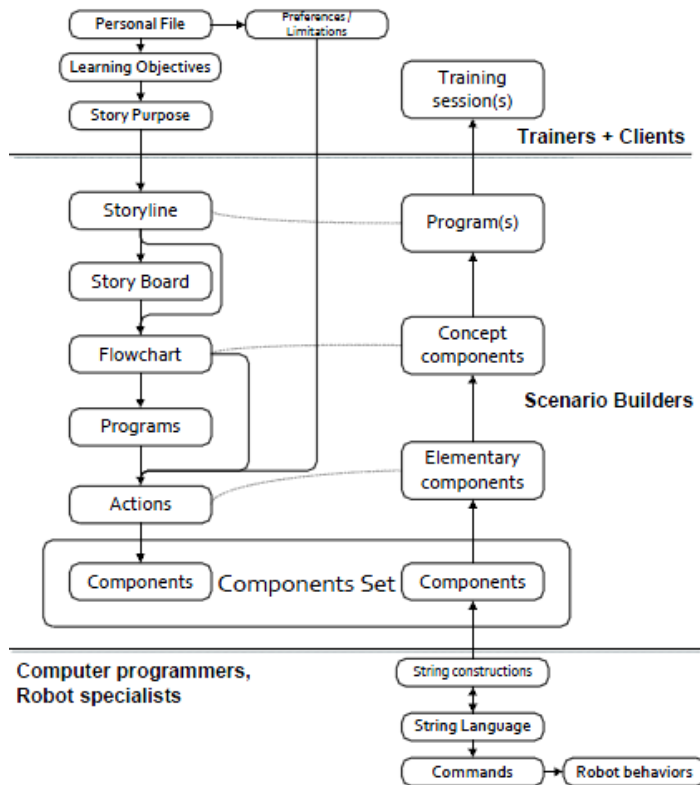 Personal File
Preferences /
Limitations
Learning Objectives
Story Purpose
Training
session(s)
Trainers + Clients
Storyline
Program(s)
Story Board
Flowchart
Concept
components
Scenario Builders
Programs
Elementary
components
Actions
Components
Components Set
Components
Computer programmers,
Robot specialists
String constructions
String Language
Commands
Robot behaviors